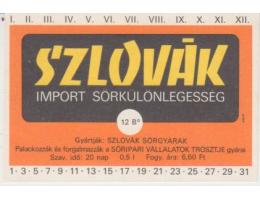 I. II. III. IV. V. VI. VII. VIII. IX. X. XI. XII.
SZLOVÁK
IMPORT SÖRKÜLÖNLEGESSÉG
12 B°
Gyártják: SZLOVÁK SÖRGYARAK
Palackozzák és forgalmazzák a SÖRIPARI VÁLLALATOK TRÖSZTJE gyárai
Szav. idő: 20 nap 0,5 l Fogy. ára: 6,60 Ft
1·3·5·7·9·11·13·15·17·19·21·23·25·27·29·31